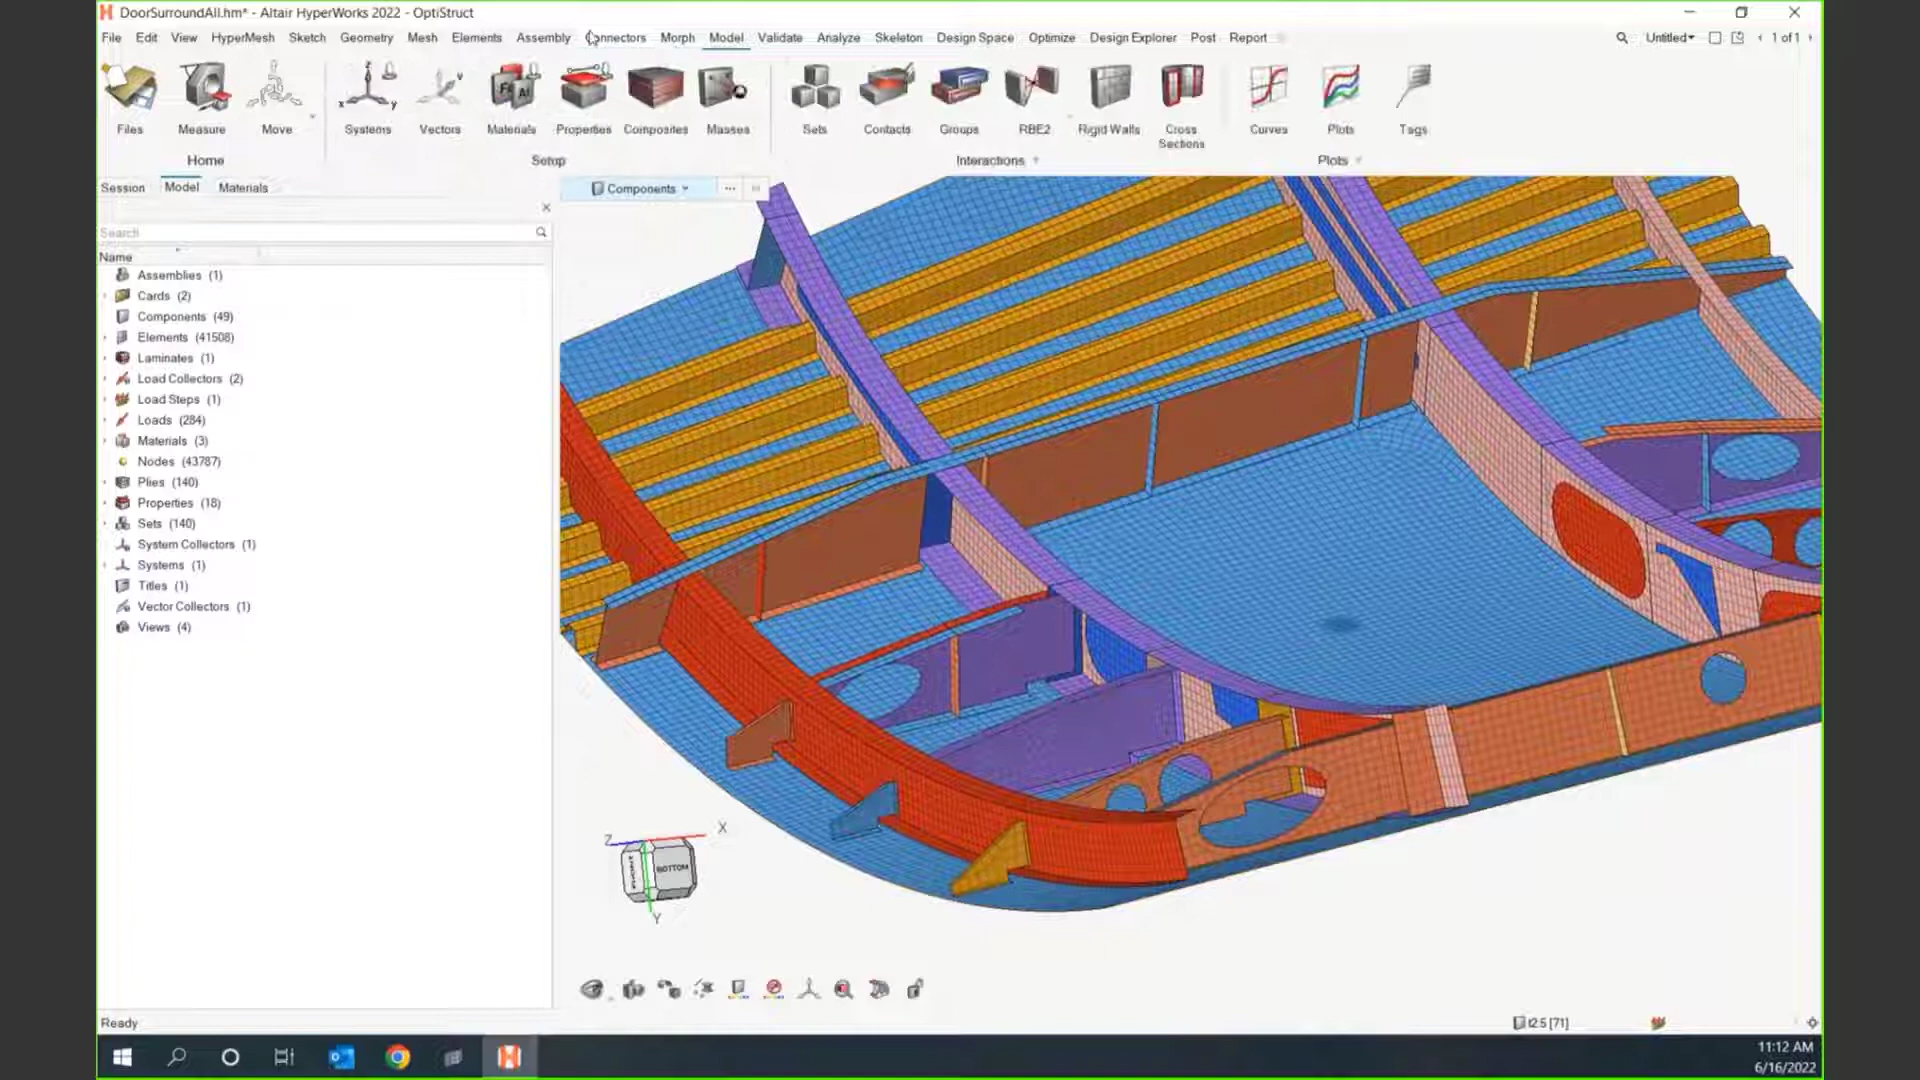 DoorSurroundAll.hm* - Altair HyperWorks 2022 - OptiStruct
File Edit View HyperMesh Sketch Geometry Mesh Elements Assembly Connectors Morph Model Validate Analyze Skeleton Design Space Optimize Design Explorer Post Report Untitled 1 of 1
Files Measure Move Systems Vectors Materials Properties Composites Masses Sets Contacts Groups RBE2 Rigid Walls Cross Sections Curves Plots Tags
Home Setup Interactions Plots
Session Model Materials
Components
Search
Name
Assemblies (1)
Cards (2)
Components (49)
Elements (41508)
Laminates (1)
Load Collectors (2)
Load Steps (1)
Loads (284)
Materials (3)
Nodes (43787)
Plies (140)
Properties (18)
Sets (140)
System Collectors (1)
Systems (1)
Titles (1)
Vector Collectors (1)
Views (4)
Z X
BOTTOM
Y
Ready
t2.5 [71]
11:12 AM
6/16/2022